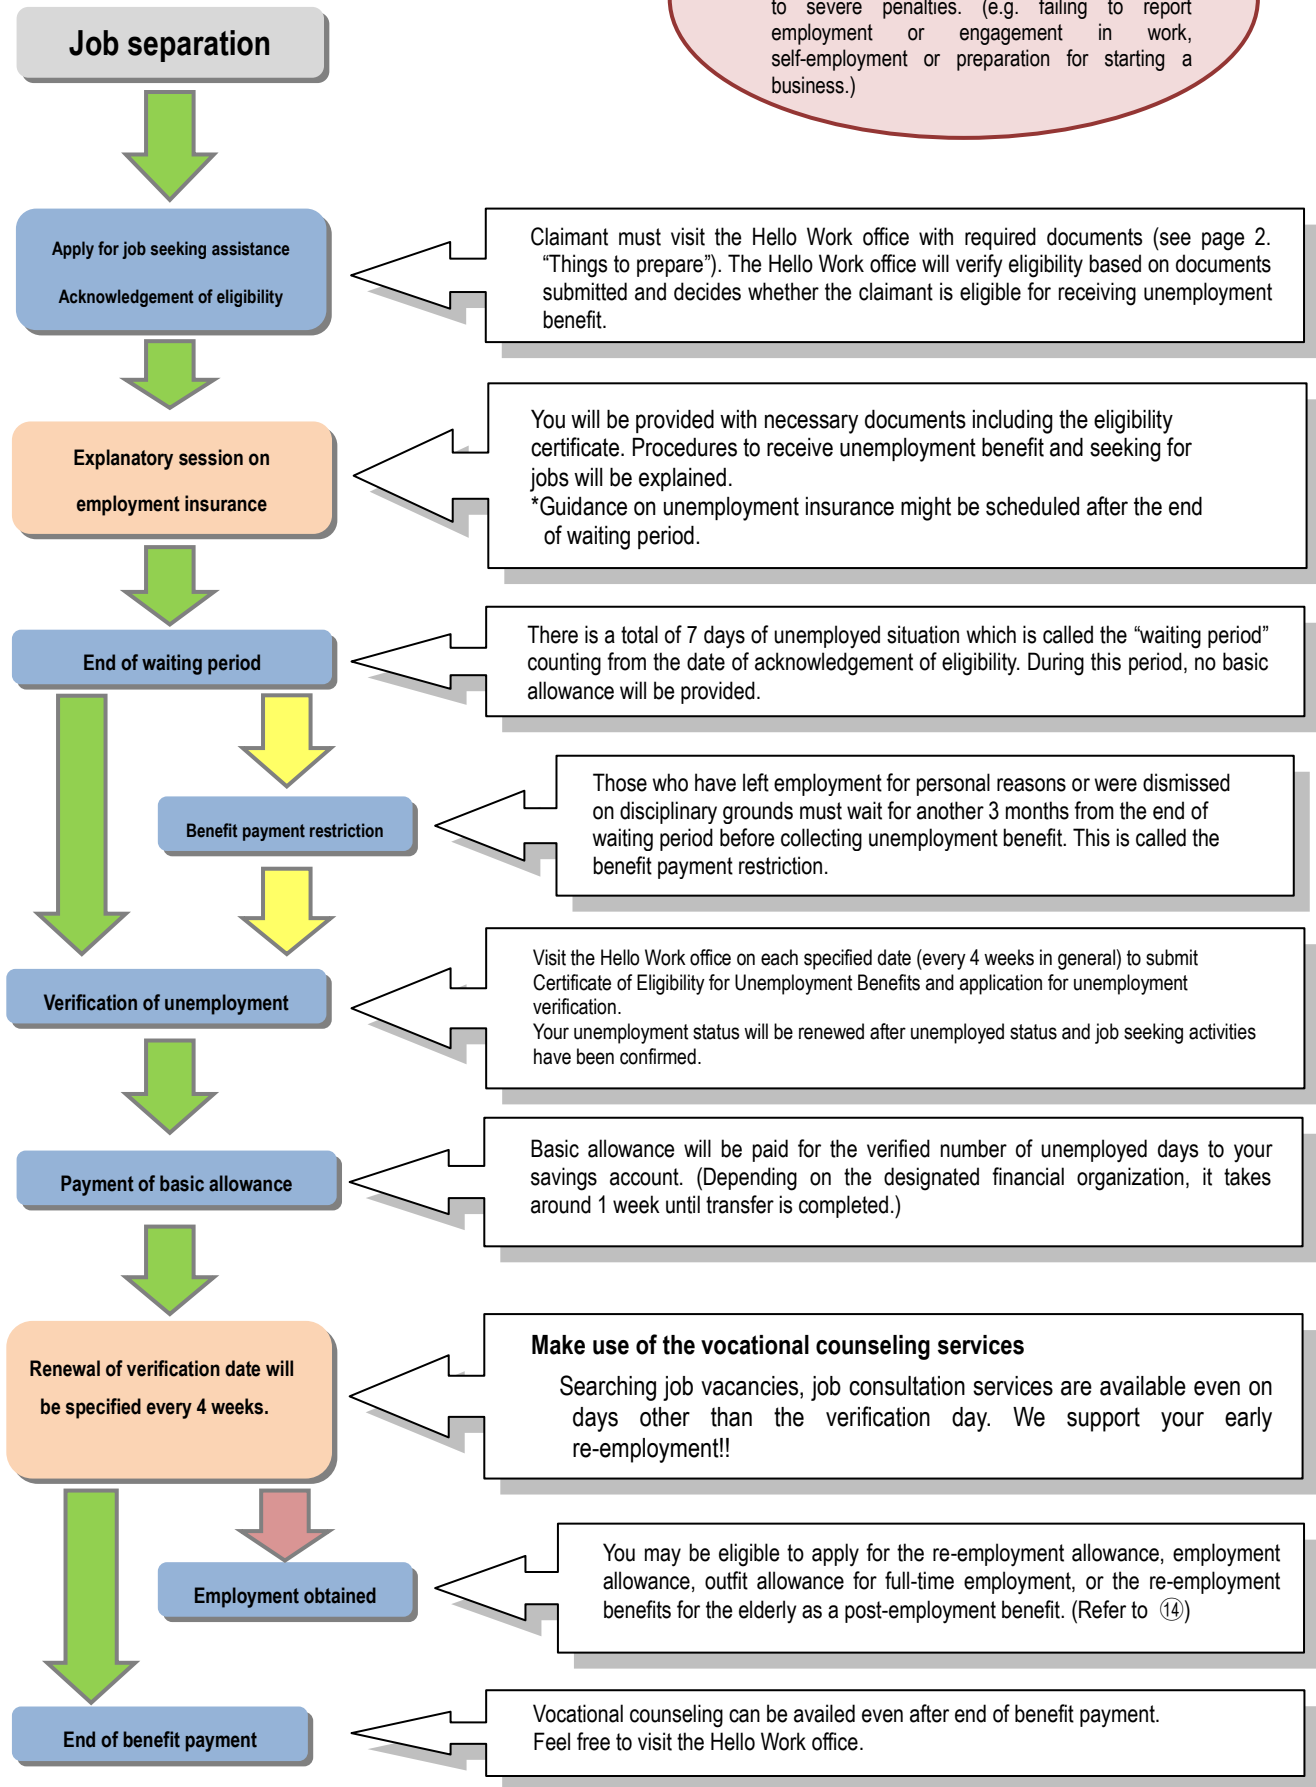 to severe penalties. (e.g. failing to report
employment or engagement in work,
self-employment or preparation for starting a
business.)
Job separation
Apply for job seeking assistance
Acknowledgement of eligibility
Claimant must visit the Hello Work office with required documents (see page 2.
“Things to prepare”). The Hello Work office will verify eligibility based on documents
submitted and decides whether the claimant is eligible for receiving unemployment
benefit.
Explanatory session on
employment insurance
You will be provided with necessary documents including the eligibility
certificate. Procedures to receive unemployment benefit and seeking for
jobs will be explained.
*Guidance on unemployment insurance might be scheduled after the end
of waiting period.
End of waiting period
There is a total of 7 days of unemployed situation which is called the “waiting period”
counting from the date of acknowledgement of eligibility. During this period, no basic
allowance will be provided.
Benefit payment restriction
Those who have left employment for personal reasons or were dismissed
on disciplinary grounds must wait for another 3 months from the end of
waiting period before collecting unemployment benefit. This is called the
benefit payment restriction.
Verification of unemployment
Visit the Hello Work office on each specified date (every 4 weeks in general) to submit
Certificate of Eligibility for Unemployment Benefits and application for unemployment
verification.
Your unemployment status will be renewed after unemployed status and job seeking activities
have been confirmed.
Payment of basic allowance
Basic allowance will be paid for the verified number of unemployed days to your
savings account. (Depending on the designated financial organization, it takes
around 1 week until transfer is completed.)
Renewal of verification date will
be specified every 4 weeks.
Make use of the vocational counseling services
Searching job vacancies, job consultation services are available even on
days other than the verification day. We support your early
re-employment!!
Employment obtained
You may be eligible to apply for the re-employment allowance, employment
allowance, outfit allowance for full-time employment, or the re-employment
benefits for the elderly as a post-employment benefit. (Refer to ⑭)
End of benefit payment
Vocational counseling can be availed even after end of benefit payment.
Feel free to visit the Hello Work office.